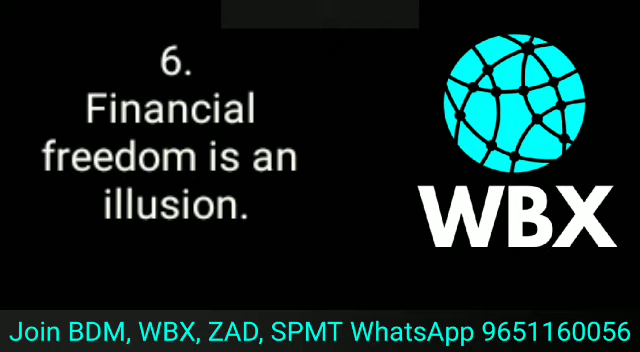 6.
Financial
freedom is an
illusion.
WBX
Join BDM, WBX, ZAD, SPMT WhatsApp 9651160056